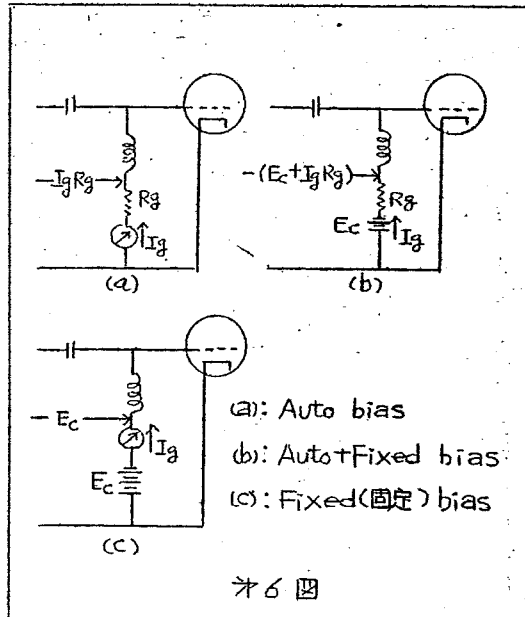 -IgRg
Rg
Ig
(a)
-(Ec+IgRg)
Rg
Ec
Ig
(b)
-Ec
Ig
Ec
(c)
(a): Auto bias
(b): Auto+Fixed bias
(c): Fixed(固定) bias
オ6図